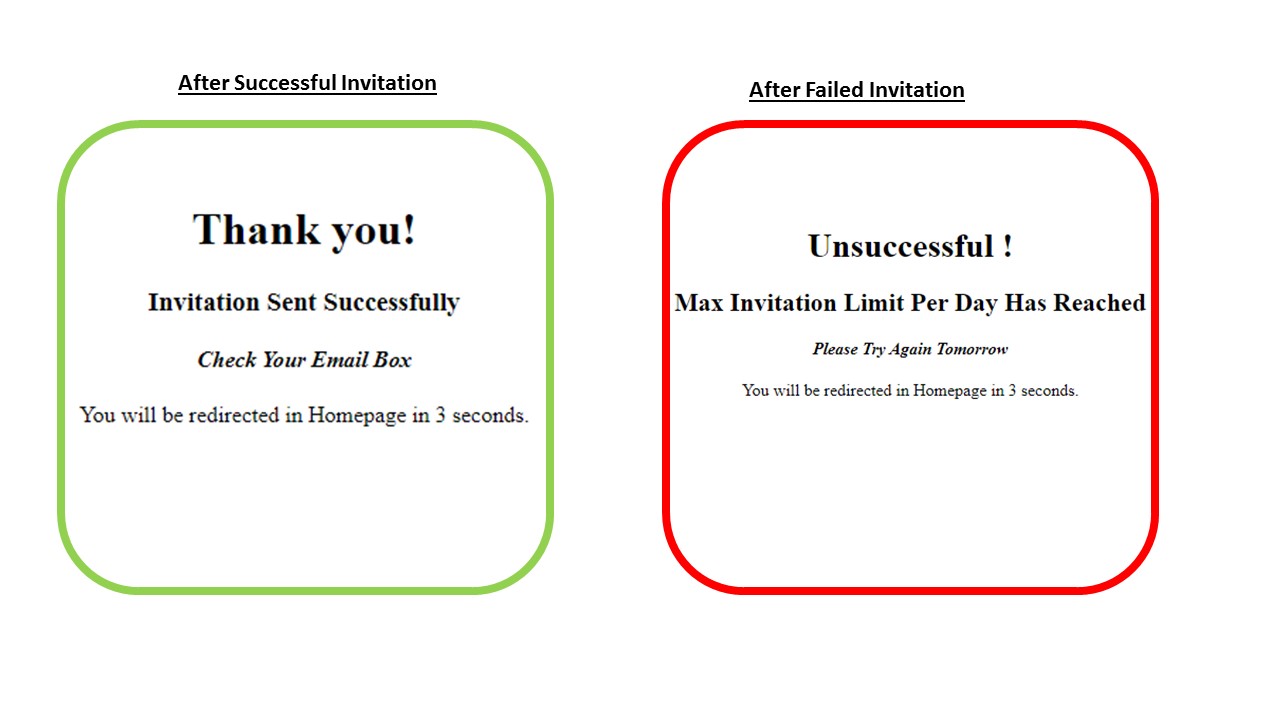 After Successful Invitation
Thank you!
Invitation Sent Successfully
Check Your Email Box
You will be redirected in Homepage in 3 seconds.
After Failed Invitation
Unsuccessful !
Max Invitation Limit Per Day Has Reached
Please Try Again Tomorrow
You will be redirected in Homepage in 3 seconds.